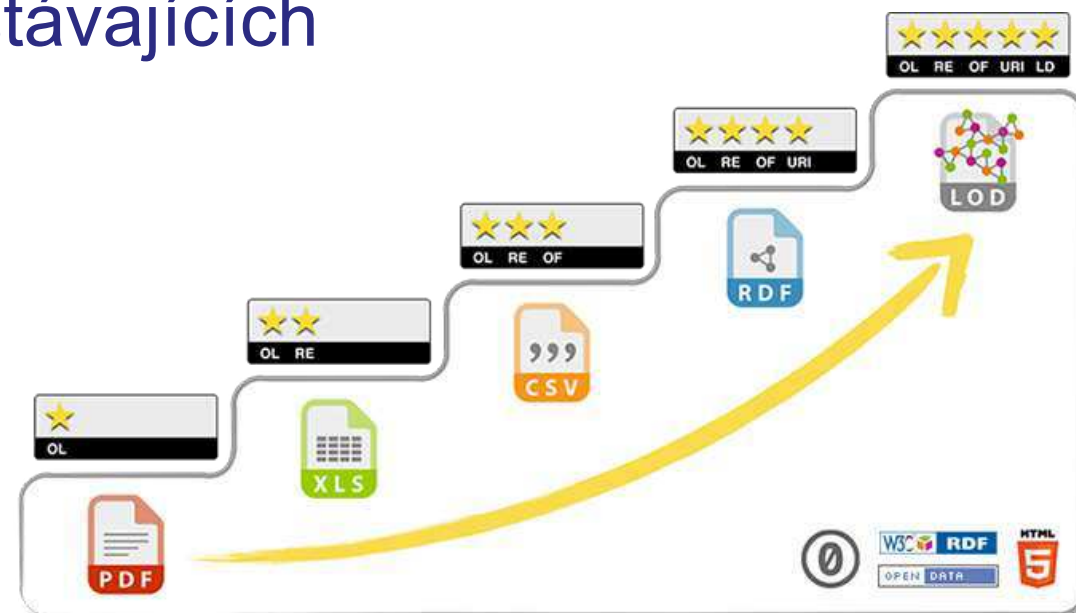 távajících
OL RE OF URI LD
OL RE OF URI
LOD
OL RE OF
RDF
OL RE
,,,
CSV
OL
XLS
PDF
0
W3C RDF
OPEN DATA
HTML
5